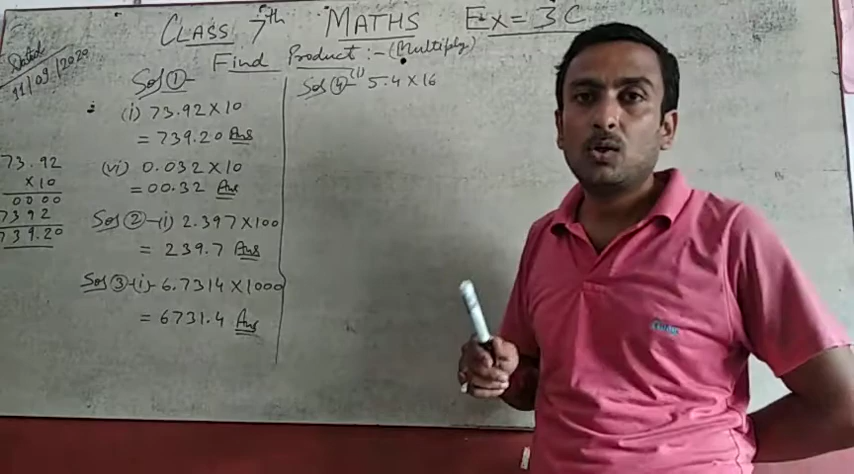 CLASS 7th MATHS Ex = 3C
Dated 11/09/2020
Find Product :- (Multiply)
Sol ①-
(i) 73.92 × 10
= 739.20 Ans
(vi) 0.032 × 10
= 00.32 Ans
Sol ②-(i) 2.397 × 100
= 239.7 Ans
Sol ③-(i)- 6.7314 × 1000
= 6731.4 Ans
73.92
× 10
0000
7392
739.20
Sol ④-(i) 5.4 × 16